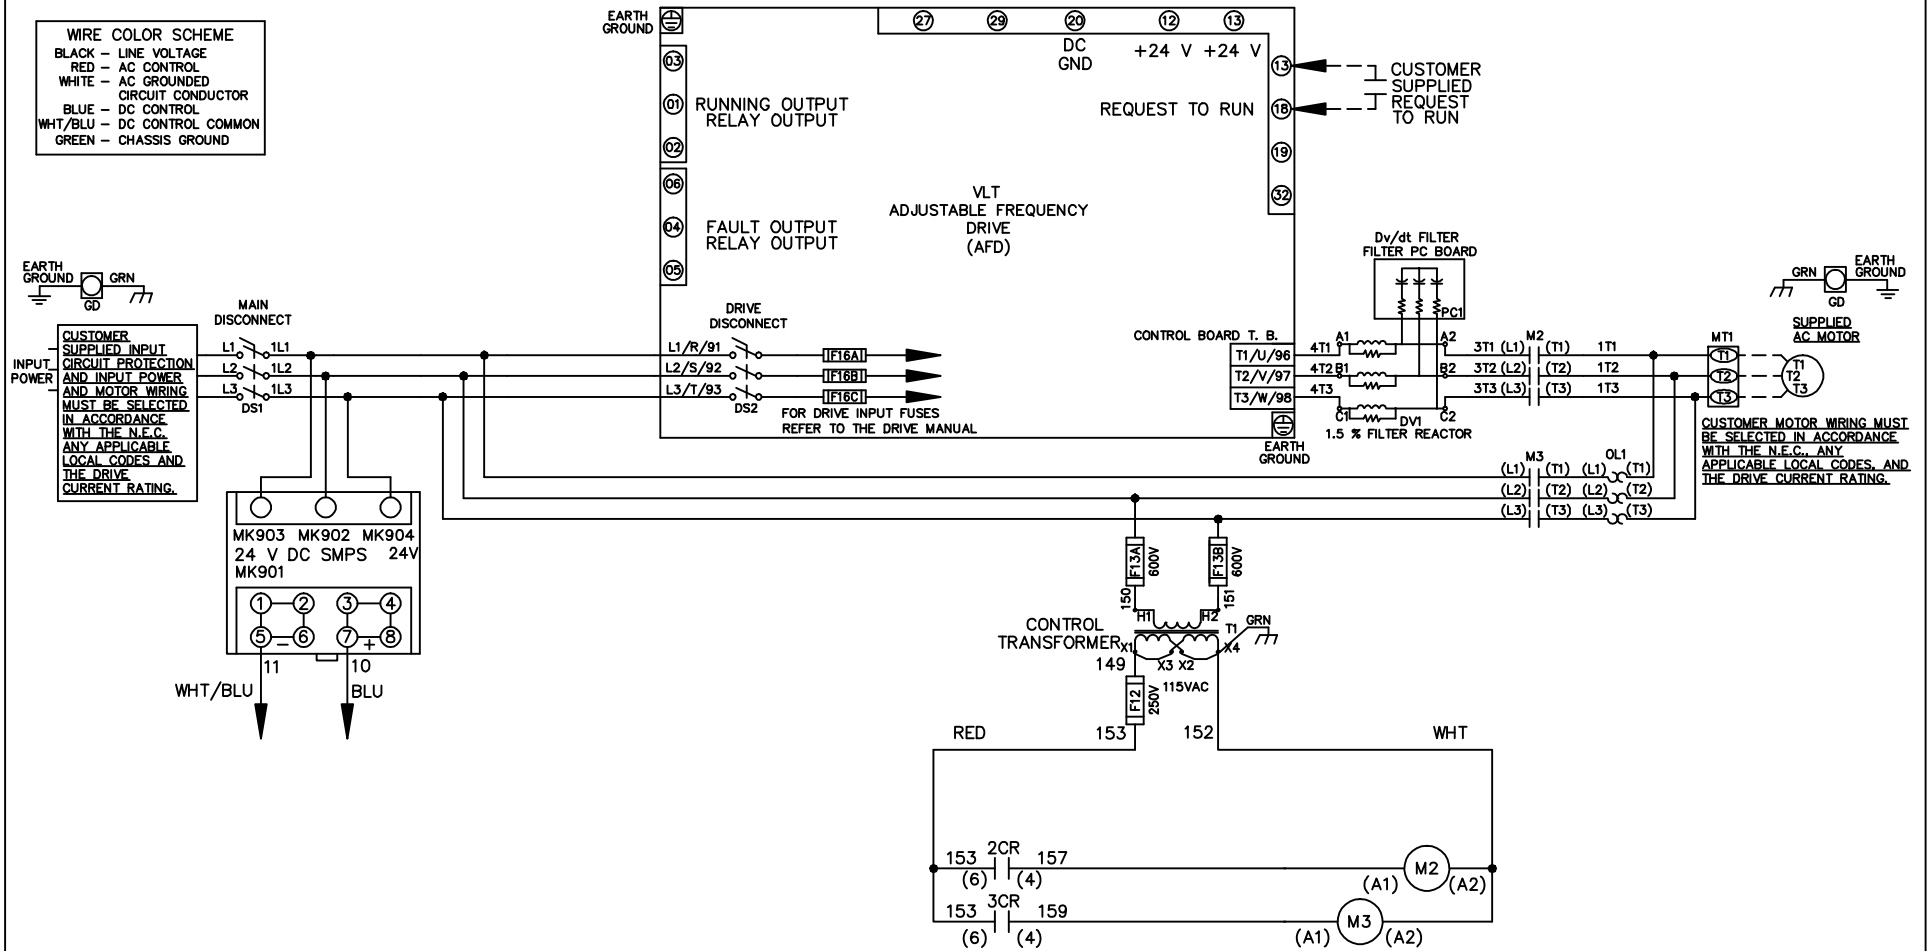 WIRE COLOR SCHEME
BLACK – LINE VOLTAGE
RED – AC CONTROL
WHITE – AC GROUNDED
CIRCUIT CONDUCTOR
BLUE – DC CONTROL
WHT/BLU – DC CONTROL COMMON
GREEN – CHASSIS GROUND
EARTH
GROUND
27 29 20 12 13
DC
GND
+24 V +24 V
03
01
02
RUNNING OUTPUT
RELAY OUTPUT
06
04
05
FAULT OUTPUT
RELAY OUTPUT
VLT
ADJUSTABLE FREQUENCY
DRIVE
(AFD)
REQUEST TO RUN
13
18
19
32
CUSTOMER
SUPPLIED
REQUEST
TO RUN
EARTH
GROUND
GRN
GD
INPUT
POWER
CUSTOMER
SUPPLIED INPUT
CIRCUIT PROTECTION
AND INPUT POWER
AND MOTOR WIRING
MUST BE SELECTED
IN ACCORDANCE
WITH THE N.E.C.
ANY APPLICABLE
LOCAL CODES AND
THE DRIVE
CURRENT RATING.
MAIN
DISCONNECT
L1 1L1
L2 1L2
L3 1L3
DS1
DRIVE
DISCONNECT
L1/R/91
L2/S/92
L3/T/93
DS2
F16A
F16B
F16C
FOR DRIVE INPUT FUSES
REFER TO THE DRIVE MANUAL
CONTROL BOARD T. B.
T1/U/96
T2/V/97
T3/W/98
EARTH
GROUND
Dv/dt FILTER
FILTER PC BOARD
PC1
4T1 A1 A2
4T2 B1 B2
4T3
C1 C2
DV1
1.5 % FILTER REACTOR
M2
3T1 (L1) (T1) 1T1
3T2 (L2) (T2) 1T2
3T3 (L3) (T3) 1T3
MT1
T1
T2
T3
GRN
GD
EARTH
GROUND
SUPPLIED
AC MOTOR
T1
T2
T3
CUSTOMER MOTOR WIRING MUST
BE SELECTED IN ACCORDANCE
WITH THE N.E.C., ANY
APPLICABLE LOCAL CODES, AND
THE DRIVE CURRENT RATING.
M3 OL1
(L1) (T1) (L1) (T1)
(L2) (T2) (L2) (T2)
(L3) (T3) (L3) (T3)
MK903 MK902 MK904
24 V DC SMPS 24V
MK901
1 2 3 4
5 – 6 7 + 8
11 10
WHT/BLU BLU
F13A
600V
F13B
600V
150
151
H1 H2
CONTROL
TRANSFORMER
T1
GRN
X1 X3 X2 X4
149
115VAC
F12
250V
153 152
RED WHT
2CR
153 157
(6) (4)
M2
(A1) (A2)
3CR
153 159
(6) (4)
M3
(A1) (A2)